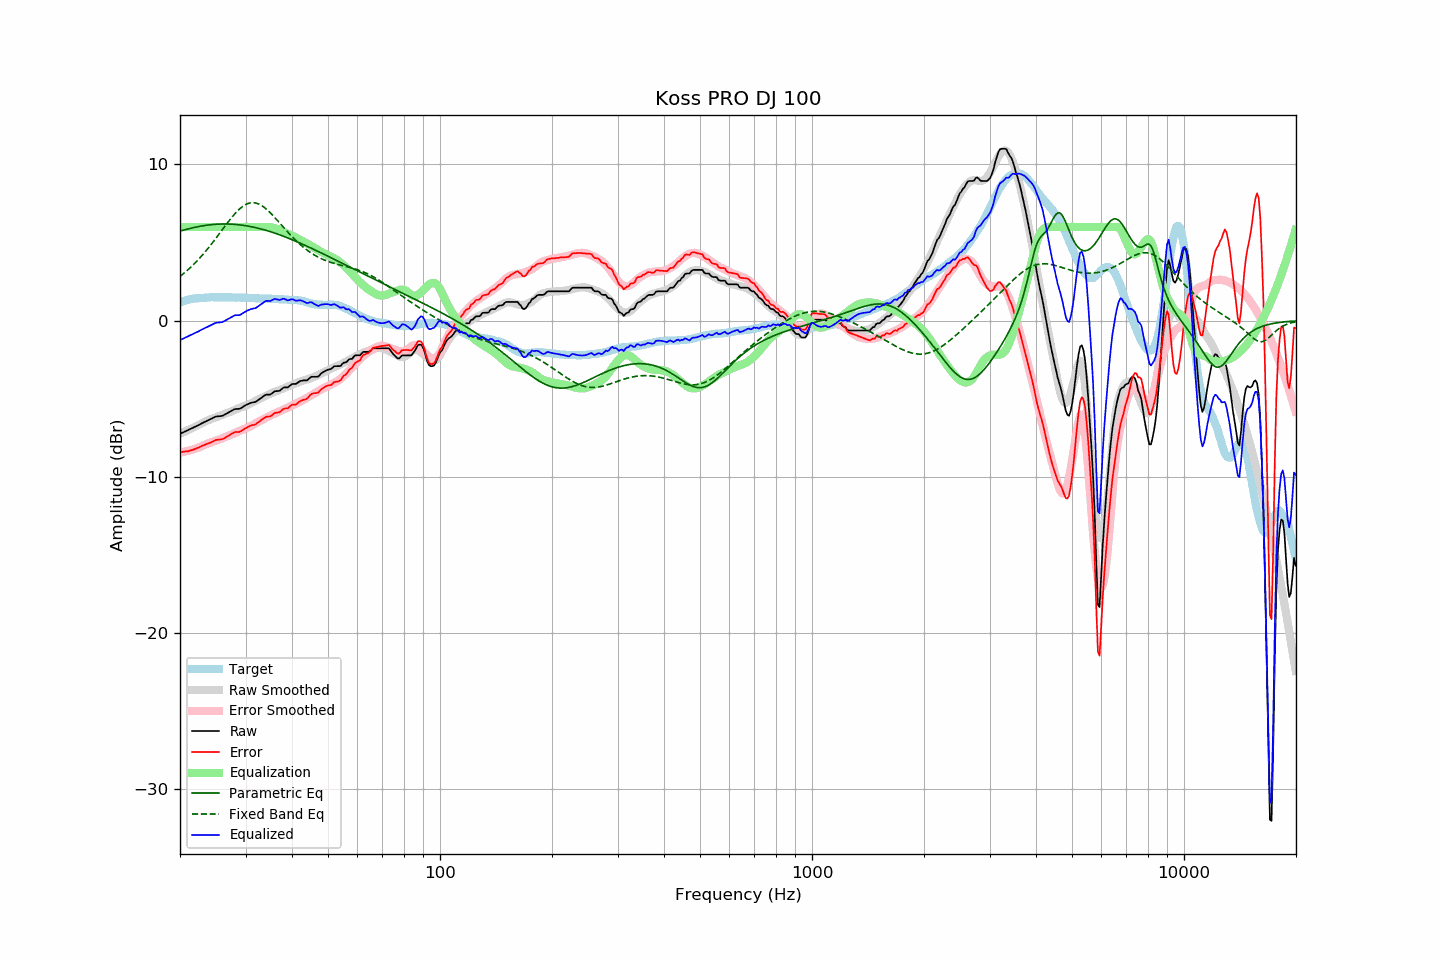 Koss PRO DJ 100
Amplitude (dBr)
10
0
−10
−20
−30
Target
Raw Smoothed
Error Smoothed
Raw
Error
Equalization
Parametric Eq
Fixed Band Eq
Equalized
100
1000
10000
Frequency (Hz)